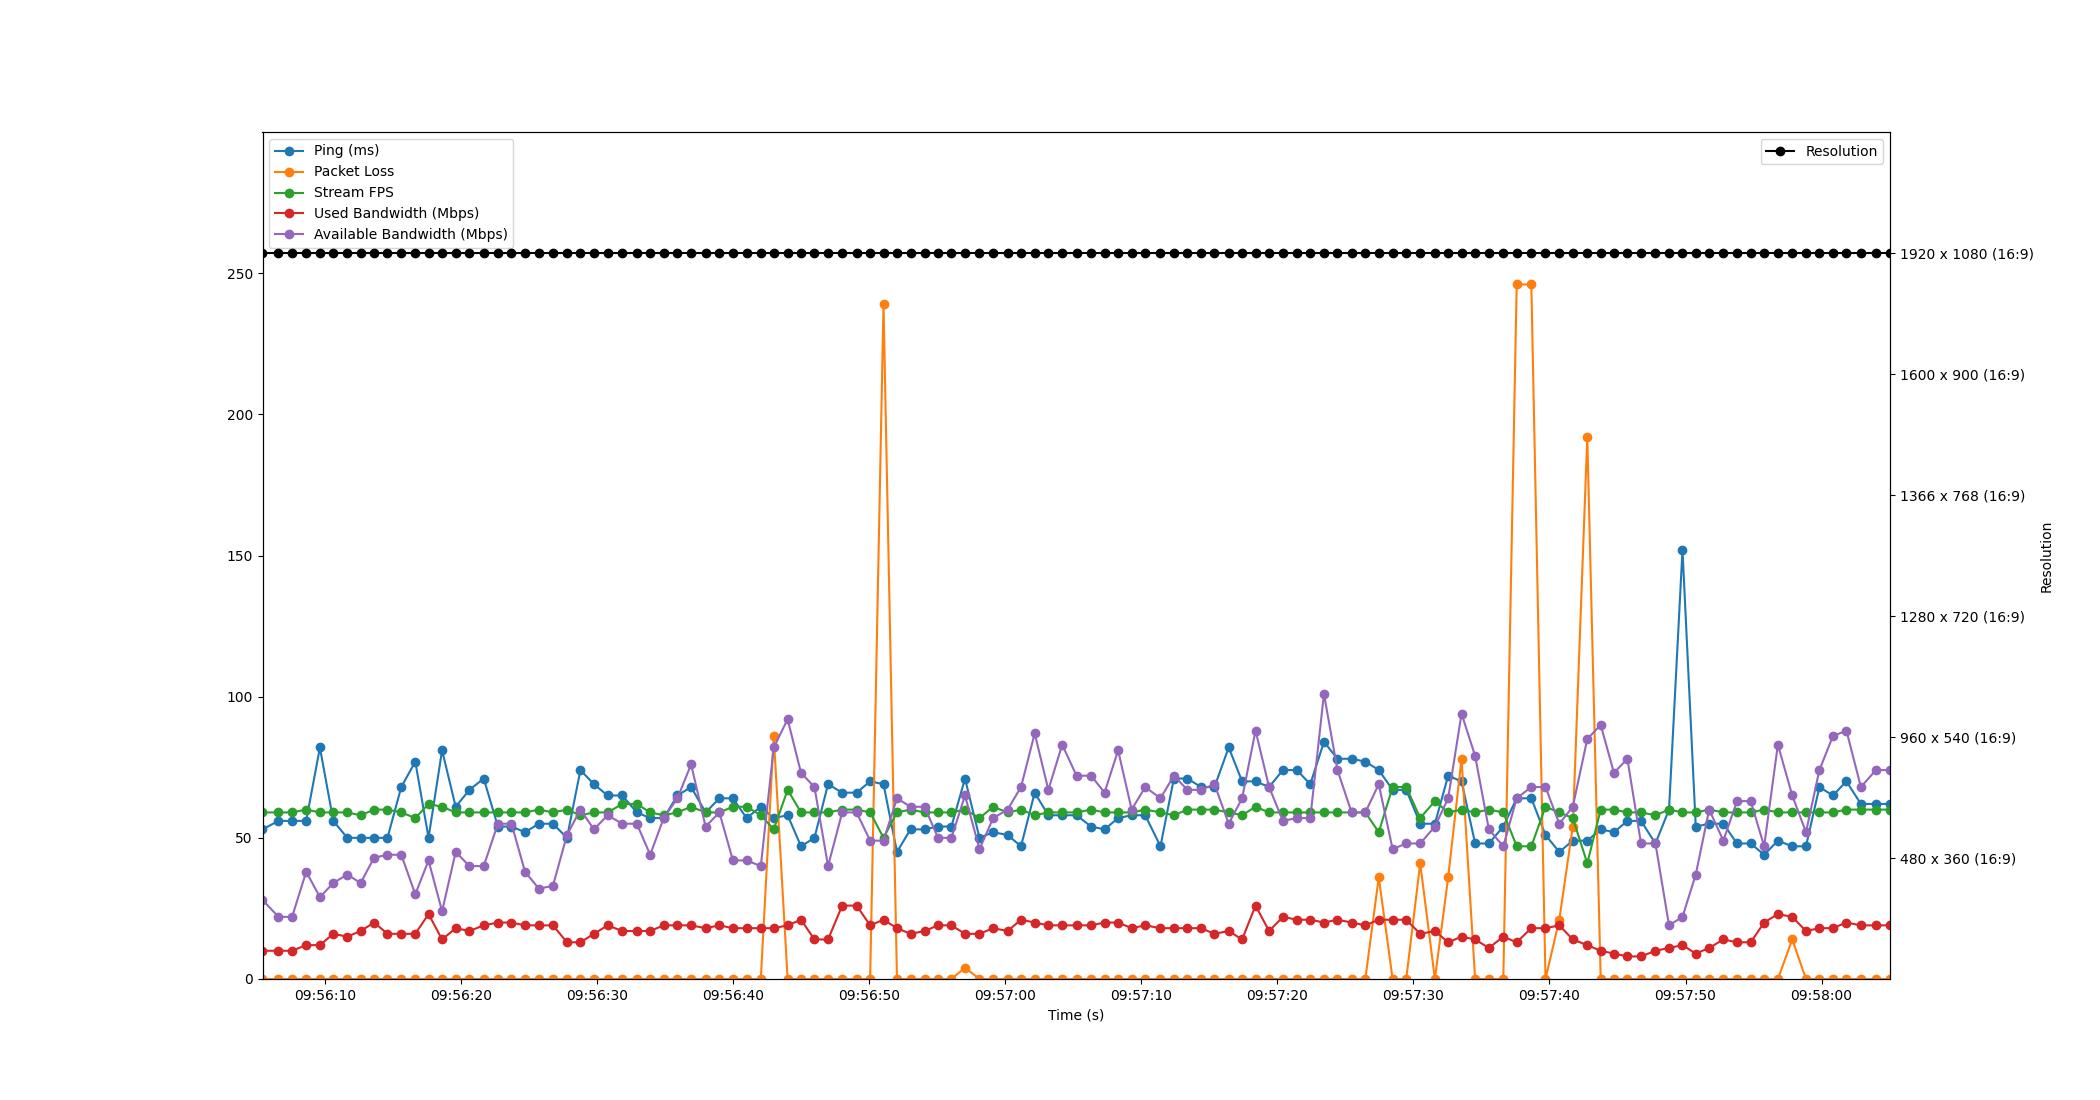 Ping (ms)
Packet Loss
Stream FPS
Used Bandwidth (Mbps)
Available Bandwidth (Mbps)
Resolution
250
200
150
100
50
0
1920 x 1080 (16:9)
1600 x 900 (16:9)
1366 x 768 (16:9)
1280 x 720 (16:9)
960 x 540 (16:9)
480 x 360 (16:9)
Resolution
09:56:10
09:56:20
09:56:30
09:56:40
09:56:50
09:57:00
09:57:10
09:57:20
09:57:30
09:57:40
09:57:50
09:58:00
Time (s)